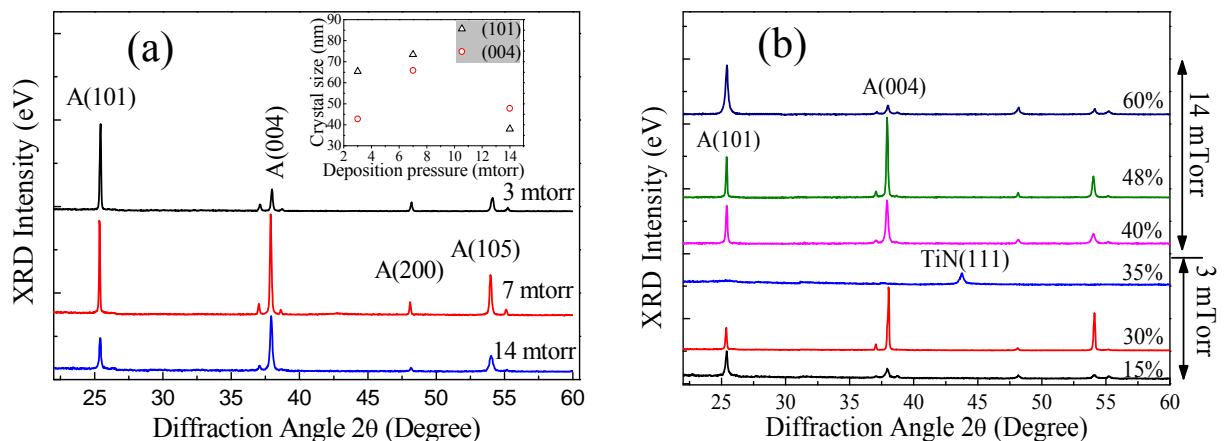 (a)
90
80
70
60
50
40
30
Crystal size (nm)
(101)
(004)
2 4 6 8 10 12 14
Deposition pressure (mtorr)
A(101)
A(004)
3 mtorr
A(200)
A(105)
7 mtorr
14 mtorr
XRD Intensity (eV)
25 30 35 40 45 50 55 60
Diffraction Angle 2θ (Degree)
(b)
A(004)
60%
A(101)
48%
40%
TiN(111)
35%
30%
15%
14 mTorr
3 mTorr
XRD Intensity (eV)
25 30 35 40 45 50 55 60
Diffraction Angle 2θ (Degree)